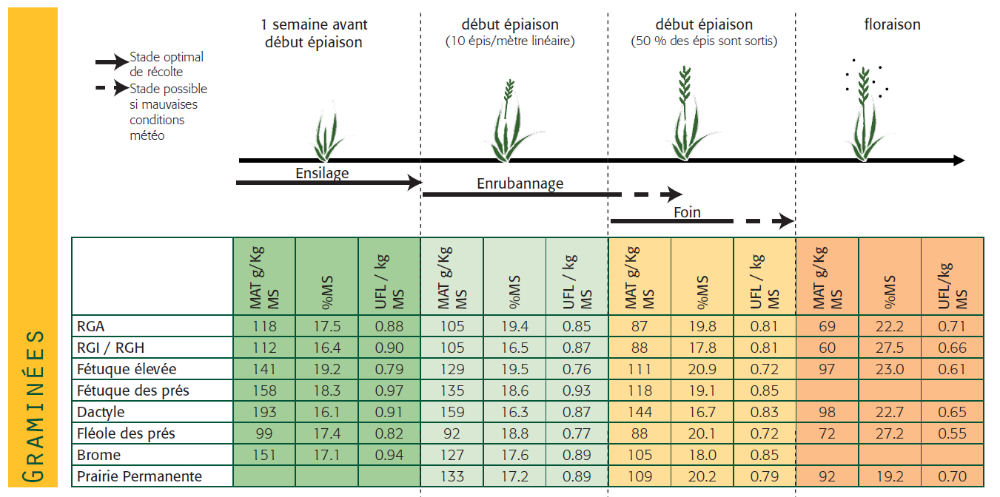 GRAMINÉES
1 semaine avant
début épiaison
début épiaison
(10 épis/mètre linéaire)
début épiaison
(50 % des épis sont sortis)
floraison
Stade optimal
de récolte
Stade possible
si mauvaises
conditions
météo
Ensilage
Enrubannage
Foin
MAT g/Kg MS %MS UFL / kg MS MAT g/Kg MS %MS UFL / kg MS MAT g/Kg MS %MS UFL / kg MS MAT g/Kg MS %MS UFL/kg MS
RGA 118 17.5 0.88 105 19.4 0.85 87 19.8 0.81 69 22.2 0.71
RGI / RGH 112 16.4 0.90 105 16.5 0.87 88 17.8 0.81 60 27.5 0.66
Fétuque élevée 141 19.2 0.79 129 19.5 0.76 111 20.9 0.72 97 23.0 0.61
Fétuque des prés 158 18.3 0.97 135 18.6 0.93 118 19.1 0.85
Dactyle 193 16.1 0.91 159 16.3 0.87 144 16.7 0.83 98 22.7 0.65
Fléole des prés 99 17.4 0.82 92 18.8 0.77 88 20.1 0.72 72 27.2 0.55
Brome 151 17.1 0.94 127 17.6 0.89 105 18.0 0.85
Prairie Permanente 133 17.2 0.89 109 20.2 0.79 92 19.2 0.70